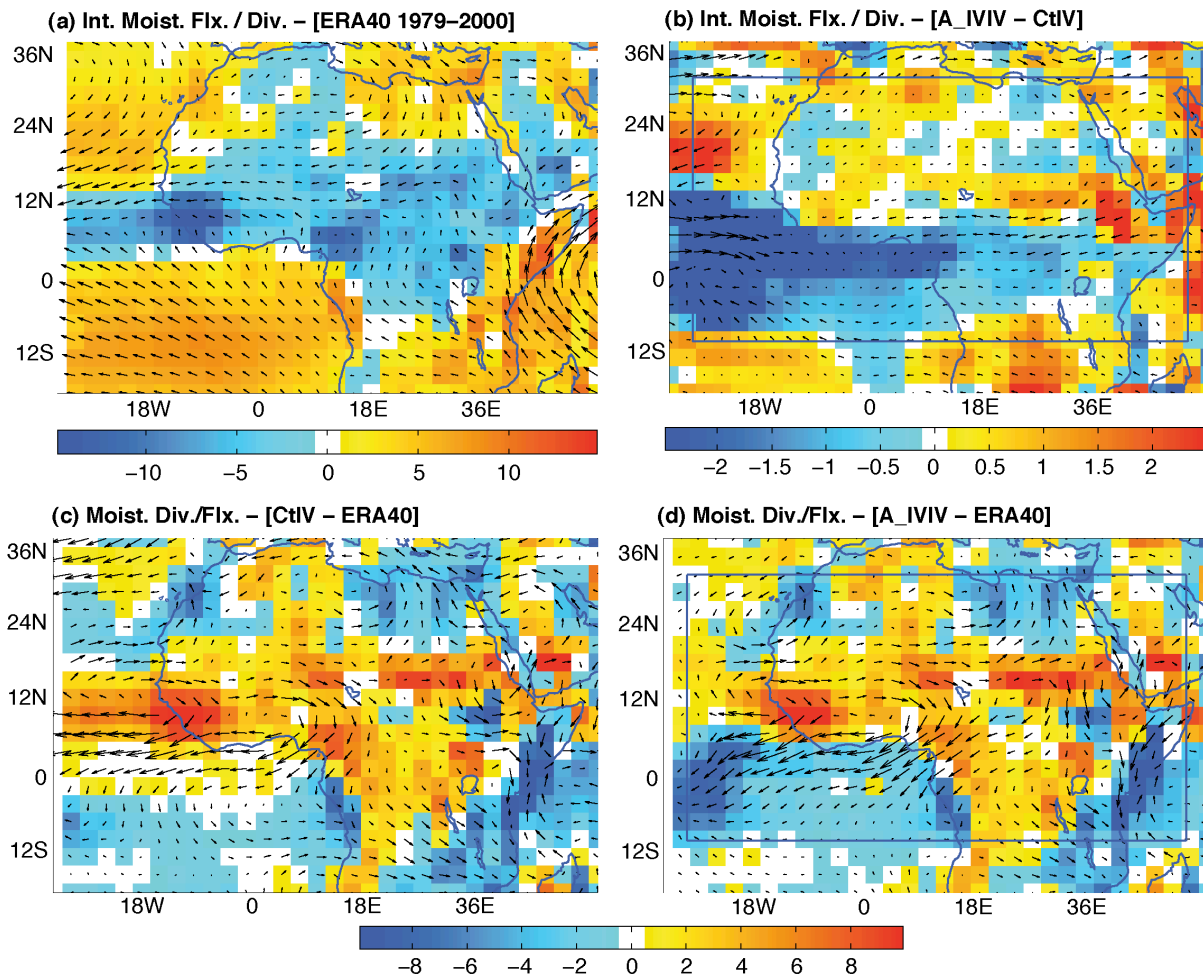 (a) Int. Moist. Flx. / Div. – [ERA40 1979–2000]
36N
24N
12N
0
12S
18W 0 18E 36E
−10 −5 0 5 10
(b) Int. Moist. Flx. / Div. – [A_IVIV – CtlV]
36N
24N
12N
0
12S
18W 0 18E 36E
−2 −1.5 −1 −0.5 0 0.5 1 1.5 2
(c) Moist. Div./Flx. – [CtlV – ERA40]
36N
24N
12N
0
12S
18W 0 18E 36E
(d) Moist. Div./Flx. – [A_IVIV – ERA40]
36N
24N
12N
0
12S
18W 0 18E 36E
−8 −6 −4 −2 0 2 4 6 8